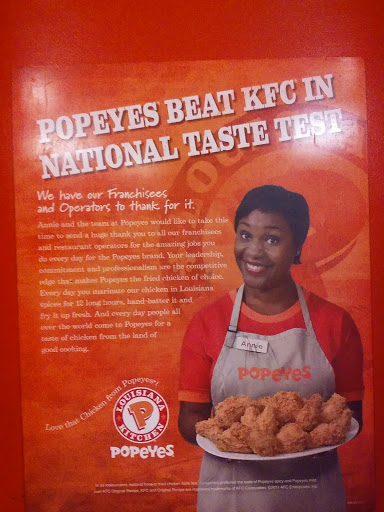 POPEYES BEAT KFC IN
NATIONAL TASTE TEST
We have our Franchisees
and Operators to thank for it.
Annie and the team at Popeyes would like to take this
time to send a huge thank you to all our franchisees
and restaurant operators for the amazing jobs you
do every day for the Popeyes brand. Your leadership,
commitment and professionalism are the competitive
edge that makes Popeyes the fried chicken of choice.
Every day you marinate our chicken in Louisiana
spices for 12 long hours, hand-batter it and
fry it up fresh. And every day people all
over the world come to Popeyes for a
taste of chicken from the land of
good cooking.
Annie
POPEYES
Love that Chicken from Popeyes!
LOUISIANA
P
KITCHEN
POPEYES